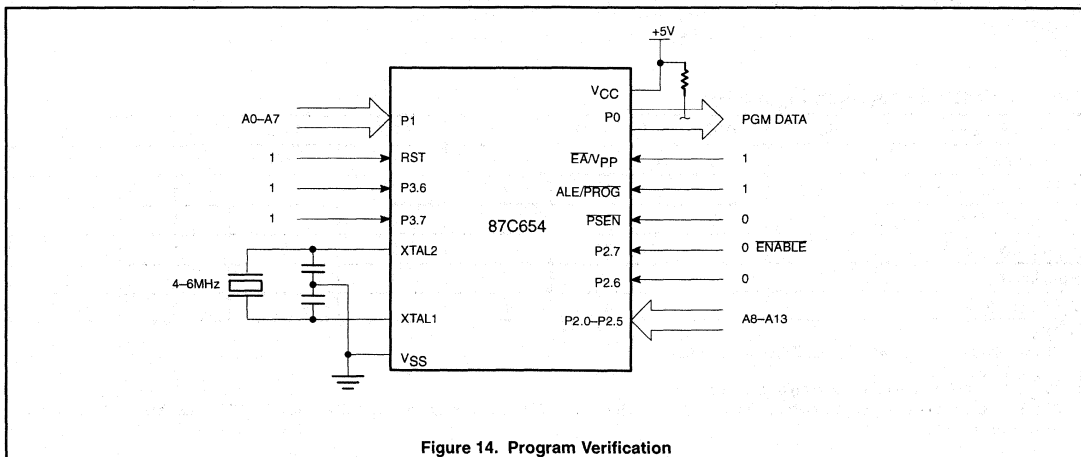 +5V
VCC
P0
PGM DATA
A0–A7
P1
1
RST
EA/VPP
1
1
P3.6
ALE/PROG
1
1
P3.7
87C654
PSEN
0
XTAL2
P2.7
0 ENABLE
4–6MHz
P2.6
0
XTAL1
P2.0–P2.5
A8–A13
VSS
Figure 14. Program Verification